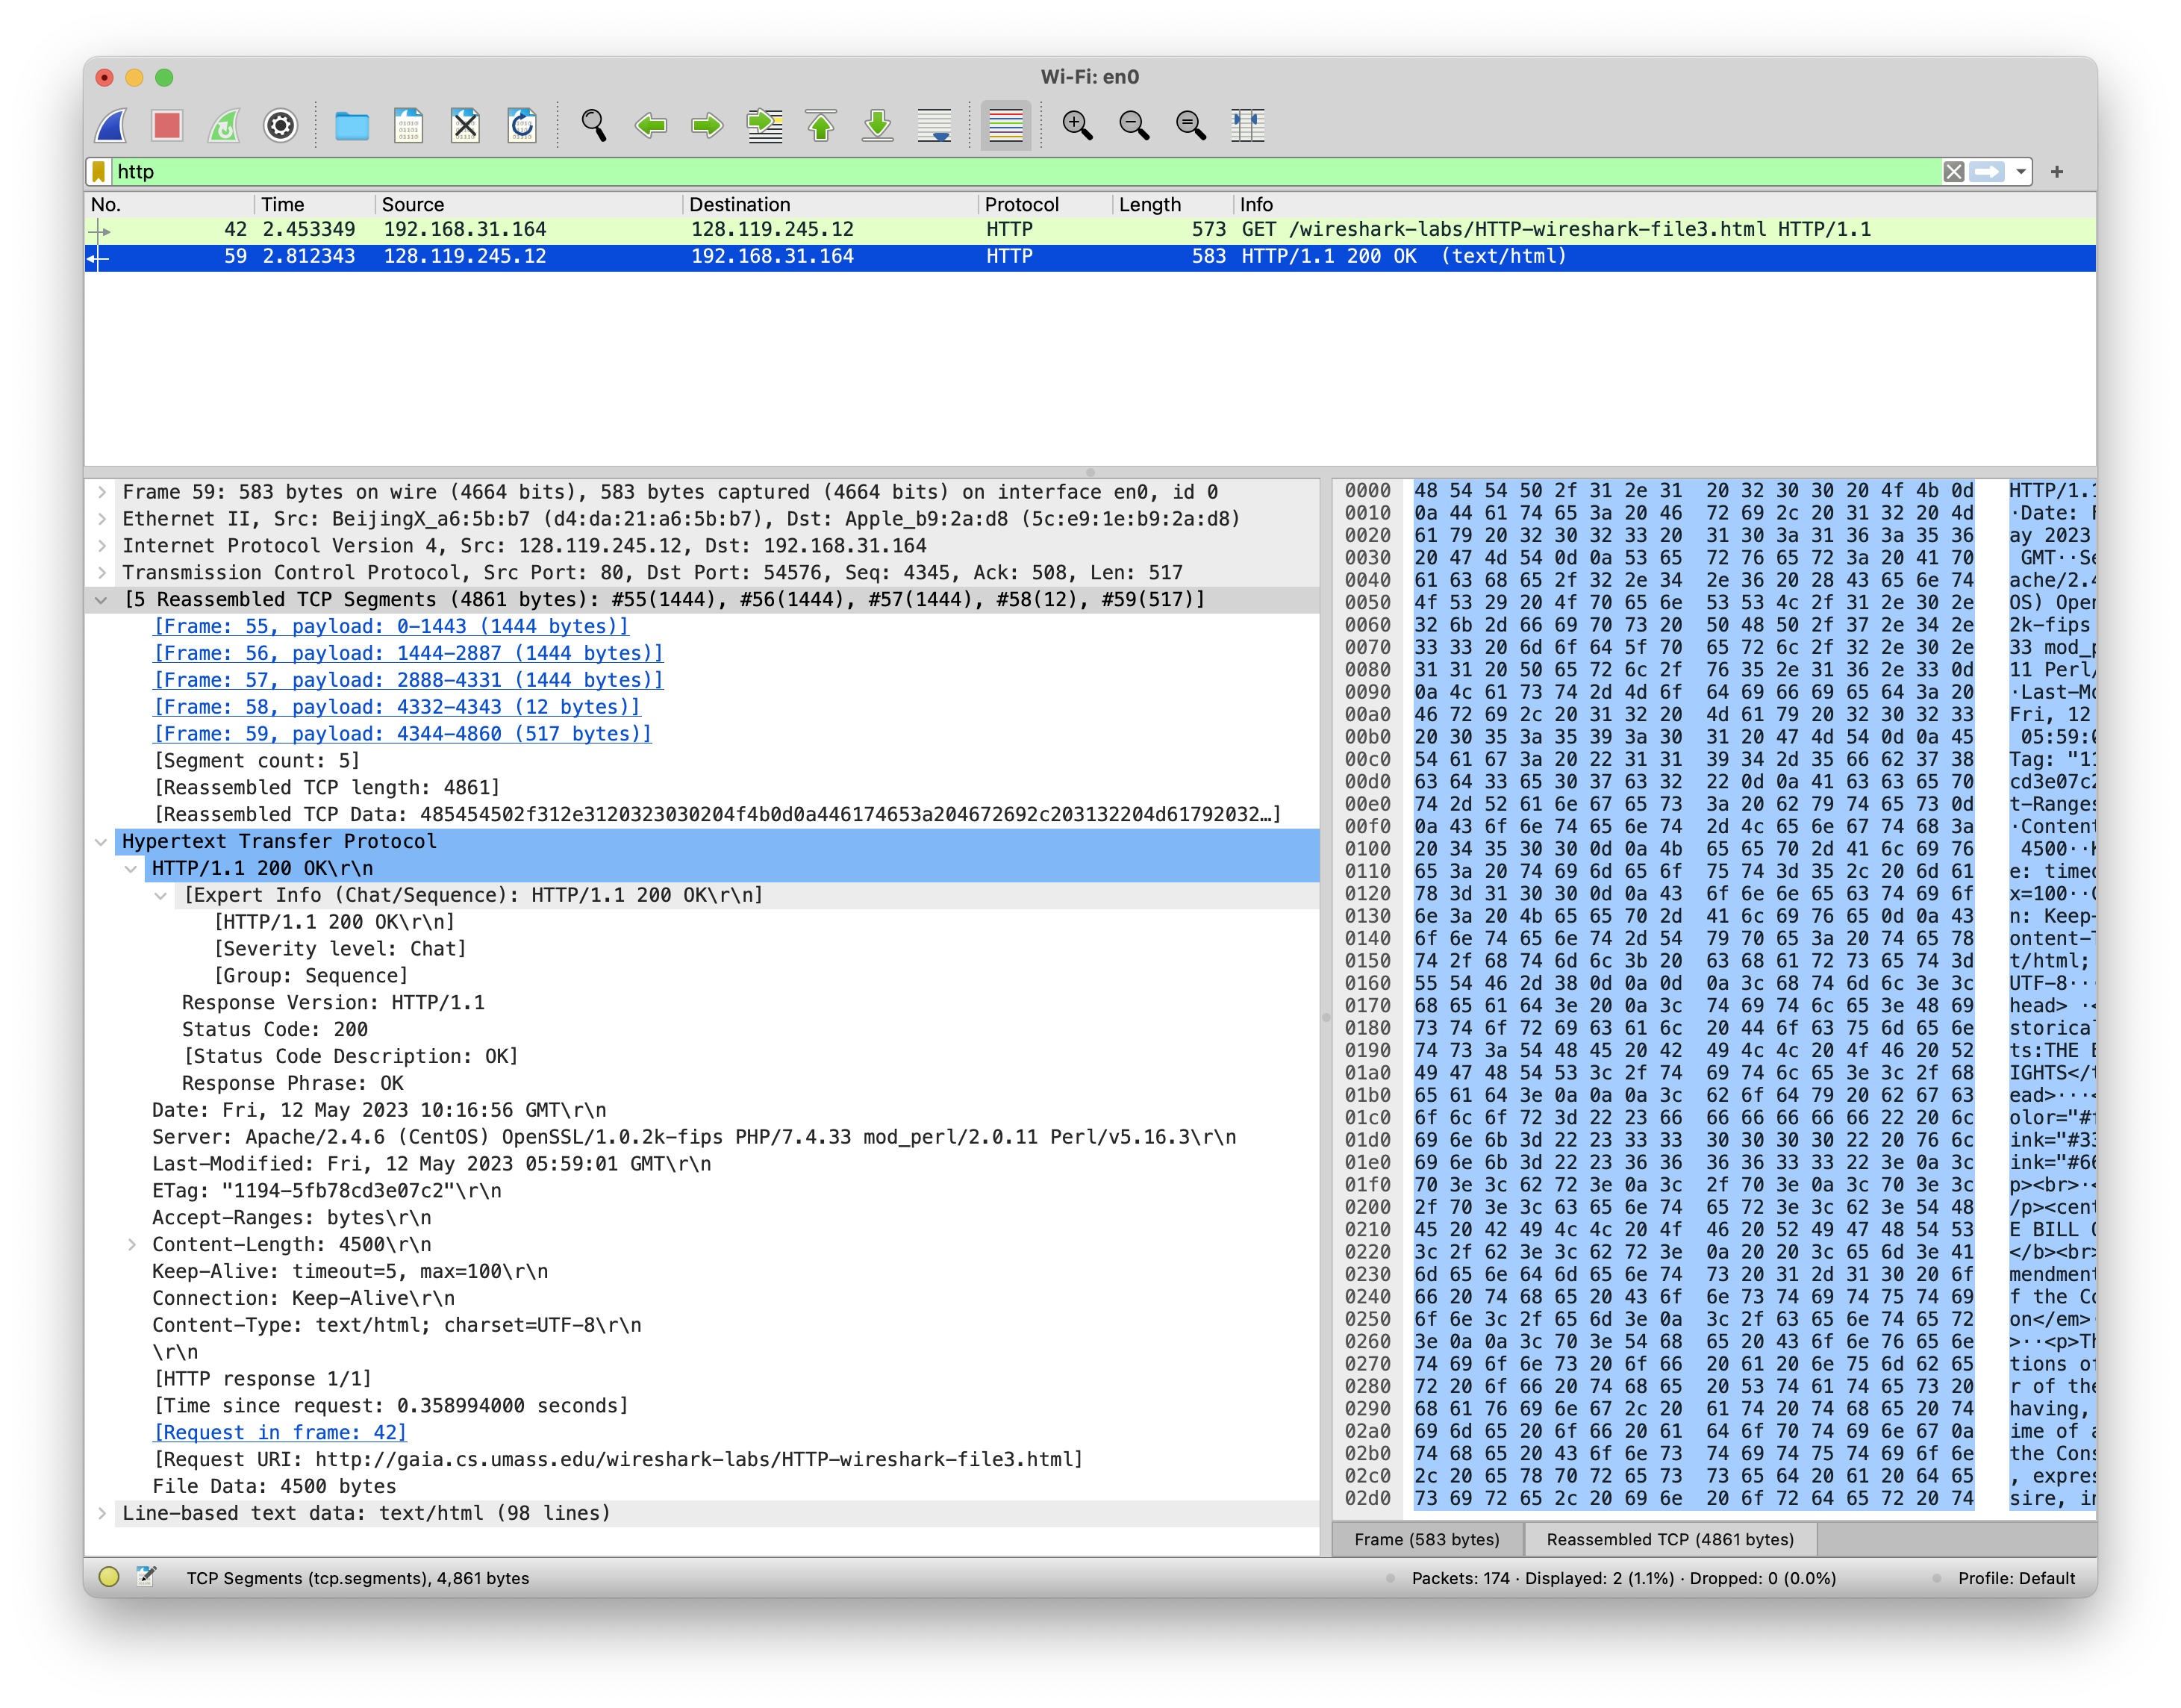 Wi-Fi: en0
http
No. Time Source Destination Protocol Length Info
42 2.453349 192.168.31.164 128.119.245.12 HTTP 573 GET /wireshark-labs/HTTP-wireshark-file3.html HTTP/1.1
59 2.812343 128.119.245.12 192.168.31.164 HTTP 583 HTTP/1.1 200 OK (text/html)
Frame 59: 583 bytes on wire (4664 bits), 583 bytes captured (4664 bits) on interface en0, id 0
Ethernet II, Src: BeijingX_a6:5b:b7 (d4:da:21:a6:5b:b7), Dst: Apple_b9:2a:d8 (5c:e9:1e:b9:2a:d8)
Internet Protocol Version 4, Src: 128.119.245.12, Dst: 192.168.31.164
Transmission Control Protocol, Src Port: 80, Dst Port: 54576, Seq: 4345, Ack: 508, Len: 517
[5 Reassembled TCP Segments (4861 bytes): #55(1444), #56(1444), #57(1444), #58(12), #59(517)]
[Frame: 55, payload: 0-1443 (1444 bytes)]
[Frame: 56, payload: 1444-2887 (1444 bytes)]
[Frame: 57, payload: 2888-4331 (1444 bytes)]
[Frame: 58, payload: 4332-4343 (12 bytes)]
[Frame: 59, payload: 4344-4860 (517 bytes)]
[Segment count: 5]
[Reassembled TCP length: 4861]
[Reassembled TCP Data: 485454502f312e3120323030204f4b0d0a446174653a204672692c203132204d61792032…]
Hypertext Transfer Protocol
HTTP/1.1 200 OK\r\n
[Expert Info (Chat/Sequence): HTTP/1.1 200 OK\r\n]
[HTTP/1.1 200 OK\r\n]
[Severity level: Chat]
[Group: Sequence]
Response Version: HTTP/1.1
Status Code: 200
[Status Code Description: OK]
Response Phrase: OK
Date: Fri, 12 May 2023 10:16:56 GMT\r\n
Server: Apache/2.4.6 (CentOS) OpenSSL/1.0.2k-fips PHP/7.4.33 mod_perl/2.0.11 Perl/v5.16.3\r\n
Last-Modified: Fri, 12 May 2023 05:59:01 GMT\r\n
ETag: "1194-5fb78cd3e07c2"\r\n
Accept-Ranges: bytes\r\n
Content-Length: 4500\r\n
Keep-Alive: timeout=5, max=100\r\n
Connection: Keep-Alive\r\n
Content-Type: text/html; charset=UTF-8\r\n
\r\n
[HTTP response 1/1]
[Time since request: 0.358994000 seconds]
[Request in frame: 42]
[Request URI: http://gaia.cs.umass.edu/wireshark-labs/HTTP-wireshark-file3.html]
File Data: 4500 bytes
Line-based text data: text/html (98 lines)
0000 48 54 54 50 2f 31 2e 31 20 32 30 30 20 4f 4b 0d HTTP/1.1
0010 0a 44 61 74 65 3a 20 46 72 69 2c 20 31 32 20 4d ·Date: F
0020 61 79 20 32 30 32 33 20 31 30 3a 31 36 3a 35 36 ay 2023
0030 20 47 4d 54 0d 0a 53 65 72 76 65 72 3a 20 41 70 GMT··Se
0040 61 63 68 65 2f 32 2e 34 2e 36 20 28 43 65 6e 74 ache/2.4
0050 4f 53 29 20 4f 70 65 6e 53 53 4c 2f 31 2e 30 2e OS) Open
0060 32 6b 2d 66 69 70 73 20 50 48 50 2f 37 2e 34 2e 2k-fips
0070 33 33 20 6d 6f 64 5f 70 65 72 6c 2f 32 2e 30 2e 33 mod_p
0080 31 31 20 50 65 72 6c 2f 76 35 2e 31 36 2e 33 0d 11 Perl/
0090 0a 4c 61 73 74 2d 4d 6f 64 69 66 69 65 64 3a 20 ·Last-Mo
00a0 46 72 69 2c 20 31 32 20 4d 61 79 20 32 30 32 33 Fri, 12
00b0 20 30 35 3a 35 39 3a 30 31 20 47 4d 54 0d 0a 45 05:59:0
00c0 54 61 67 3a 20 22 31 31 39 34 2d 35 66 62 37 38 Tag: "11
00d0 63 64 33 65 30 37 63 32 22 0d 0a 41 63 63 65 70 cd3e07c2
00e0 74 2d 52 61 6e 67 65 73 3a 20 62 79 74 65 73 0d t-Ranges
00f0 0a 43 6f 6e 74 65 6e 74 2d 4c 65 6e 67 74 68 3a ·Content
0100 20 34 35 30 30 0d 0a 4b 65 65 70 2d 41 6c 69 76 4500··K
0110 65 3a 20 74 69 6d 65 6f 75 74 3d 35 2c 20 6d 61 e: timeo
0120 78 3d 31 30 30 0d 0a 43 6f 6e 6e 65 63 74 69 6f x=100··C
0130 6e 3a 20 4b 65 65 70 2d 41 6c 69 76 65 0d 0a 43 n: Keep-
0140 6f 6e 74 65 6e 74 2d 54 79 70 65 3a 20 74 65 78 ontent-T
0150 74 2f 68 74 6d 6c 3b 20 63 68 61 72 73 65 74 3d t/html;
0160 55 54 46 2d 38 0d 0a 0d 0a 3c 68 74 6d 6c 3e 3c UTF-8···
0170 68 65 61 64 3e 20 0a 3c 74 69 74 6c 65 3e 48 69 head> ·<
0180 73 74 6f 72 69 63 61 6c 20 44 6f 63 75 6d 65 6e storical
0190 74 73 3a 54 48 45 20 42 49 4c 4c 20 4f 46 20 52 ts:THE B
01a0 49 47 48 54 53 3c 2f 74 69 74 6c 65 3e 3c 2f 68 IGHTS</t
01b0 65 61 64 3e 0a 0a 0a 3c 62 6f 64 79 20 62 67 63 ead>···<
01c0 6f 6c 6f 72 3d 22 23 66 66 66 66 66 66 22 20 6c olor="#f
01d0 69 6e 6b 3d 22 23 33 33 30 30 30 30 22 20 76 6c ink="#33
01e0 69 6e 6b 3d 22 23 36 36 36 36 33 33 22 3e 0a 3c ink="#66
01f0 70 3e 3c 62 72 3e 0a 3c 2f 70 3e 0a 3c 70 3e 3c p><br>·<
0200 2f 70 3e 3c 63 65 6e 74 65 72 3e 3c 62 3e 54 48 /p><cent
0210 45 20 42 49 4c 4c 20 4f 46 20 52 49 47 48 54 53 E BILL O
0220 3c 2f 62 3e 3c 62 72 3e 0a 20 20 3c 65 6d 3e 41 </b><br>
0230 6d 65 6e 64 6d 65 6e 74 73 20 31 2d 31 30 20 6f mendment
0240 66 20 74 68 65 20 43 6f 6e 73 74 69 74 75 74 69 f the Co
0250 6f 6e 3c 2f 65 6d 3e 0a 3c 2f 63 65 6e 74 65 72 on</em>·
0260 3e 0a 0a 3c 70 3e 54 68 65 20 43 6f 6e 76 65 6e >··<p>Th
0270 74 69 6f 6e 73 20 6f 66 20 61 20 6e 75 6d 62 65 tions of
0280 72 20 6f 66 20 74 68 65 20 53 74 61 74 65 73 20 r of the
0290 68 61 76 69 6e 67 2c 20 61 74 20 74 68 65 20 74 having,
02a0 69 6d 65 20 6f 66 20 61 64 6f 70 74 69 6e 67 0a ime of a
02b0 74 68 65 20 43 6f 6e 73 74 69 74 75 74 69 6f 6e the Cons
02c0 2c 20 65 78 70 72 65 73 73 65 64 20 61 20 64 65 , expres
02d0 73 69 72 65 2c 20 69 6e 20 6f 72 64 65 72 20 74 sire, in
Frame (583 bytes) Reassembled TCP (4861 bytes)
TCP Segments (tcp.segments), 4,861 bytes Packets: 174 · Displayed: 2 (1.1%) · Dropped: 0 (0.0%) Profile: Default